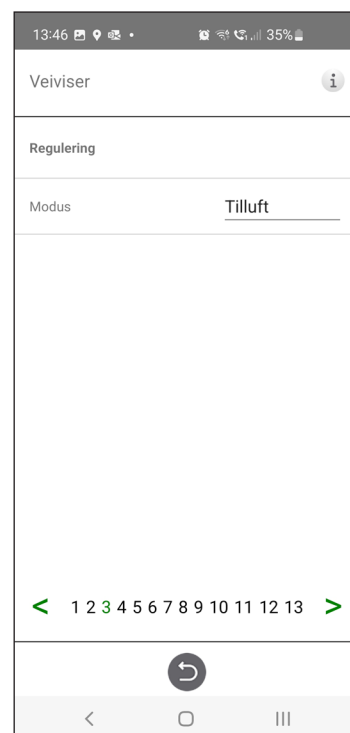 13:46 35%
Veiviser i
Regulering
Modus Tilluft
< 1 2 3 4 5 6 7 8 9 10 11 12 13 >